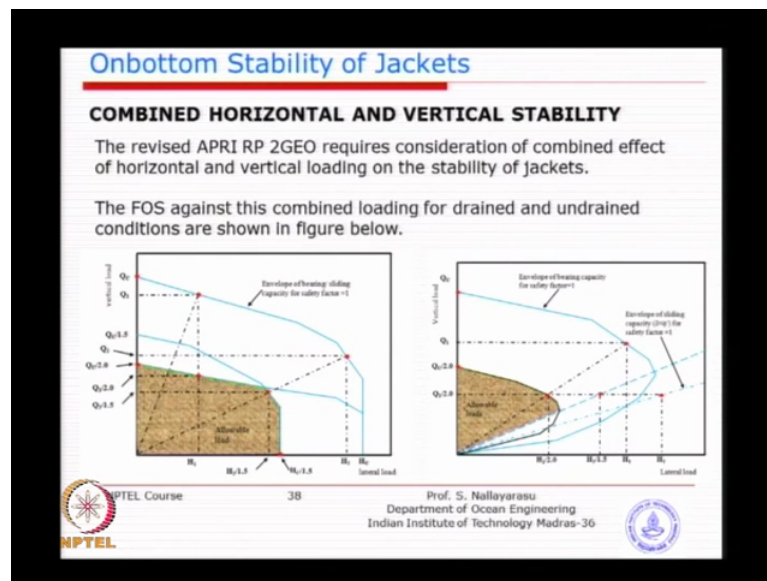 Onbottom Stability of Jackets
COMBINED HORIZONTAL AND VERTICAL STABILITY
The revised APRI RP 2GEO requires consideration of combined effect
of horizontal and vertical loading on the stability of jackets.
The FOS against this combined loading for drained and undrained
conditions are shown in figure below.
vertical load
Envelope of bearing sliding
capacity for safety factor =1
Allowable
load
lateral load
Vertical load
Envelope of bearing capacity
for safety factor=1
Envelope of sliding
safety factor =1
Allowable
loads
Lateral load
NPTEL Course
38
Prof. S. Nallayarasu
Department of Ocean Engineering
Indian Institute of Technology Madras-36
NPTEL